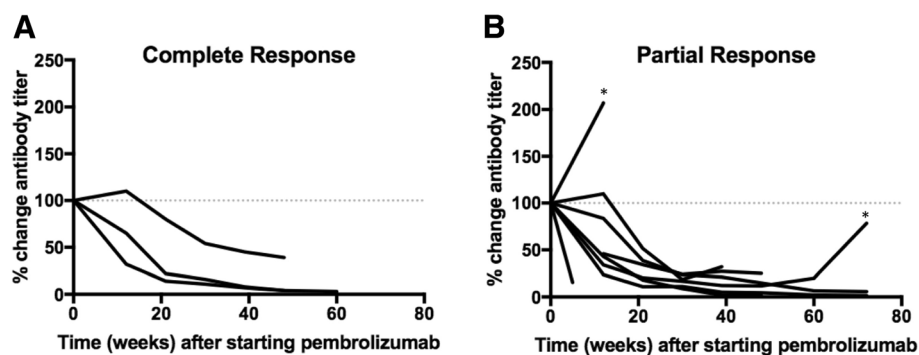 A
Complete Response
% change antibody titer
250
200
150
100
50
0
0 20 40 60 80
Time (weeks) after starting pembrolizumab
B
Partial Response
% change antibody titer
250
200
150
100
50
0
0 20 40 60 80
*
*
Time (weeks) after starting pembrolizumab